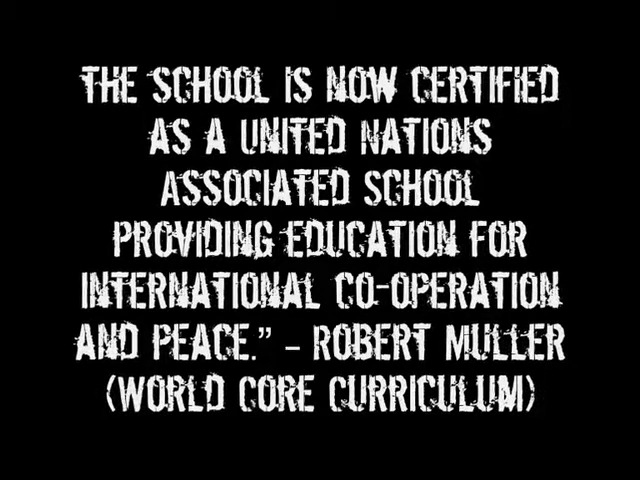 THE SCHOOL IS NOW CERTIFIED
AS A UNITED NATIONS
ASSOCIATED SCHOOL
PROVIDING EDUCATION FOR
INTERNATIONAL CO-OPERATION
AND PEACE.” – ROBERT MULLER
(WORLD CORE CURRICULUM)